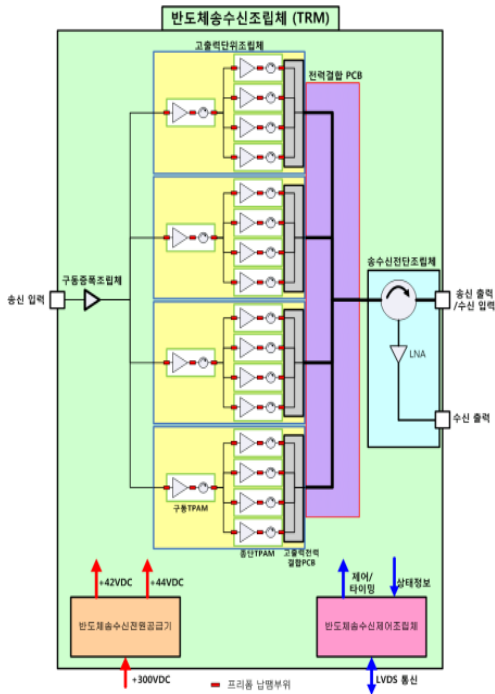 반도체송수신조립체 (TRM)
고출력단위조립체
전력결합 PCB
구동증폭조립체
송수신전단조립체
송신 입력
송신 출력
/수신 입력
LNA
수신 출력
구동TPAM
종단TPAM
고출력전력
결합PCB
+42VDC
+44VDC
제어/
타이밍
상태정보
반도체송수신전원공급기
반도체송수신제어조립체
+300VDC
프리폼 납땜부위
LVDS 통신